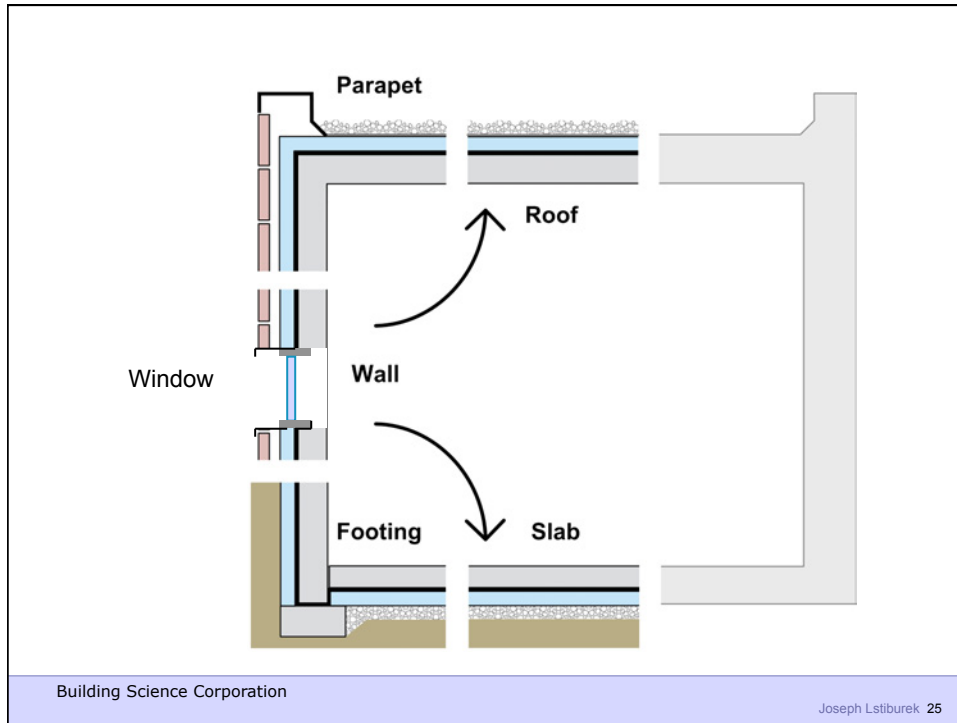 Parapet
Roof
Window
Wall
Footing
Slab
Building Science Corporation
Joseph Lstiburek 25